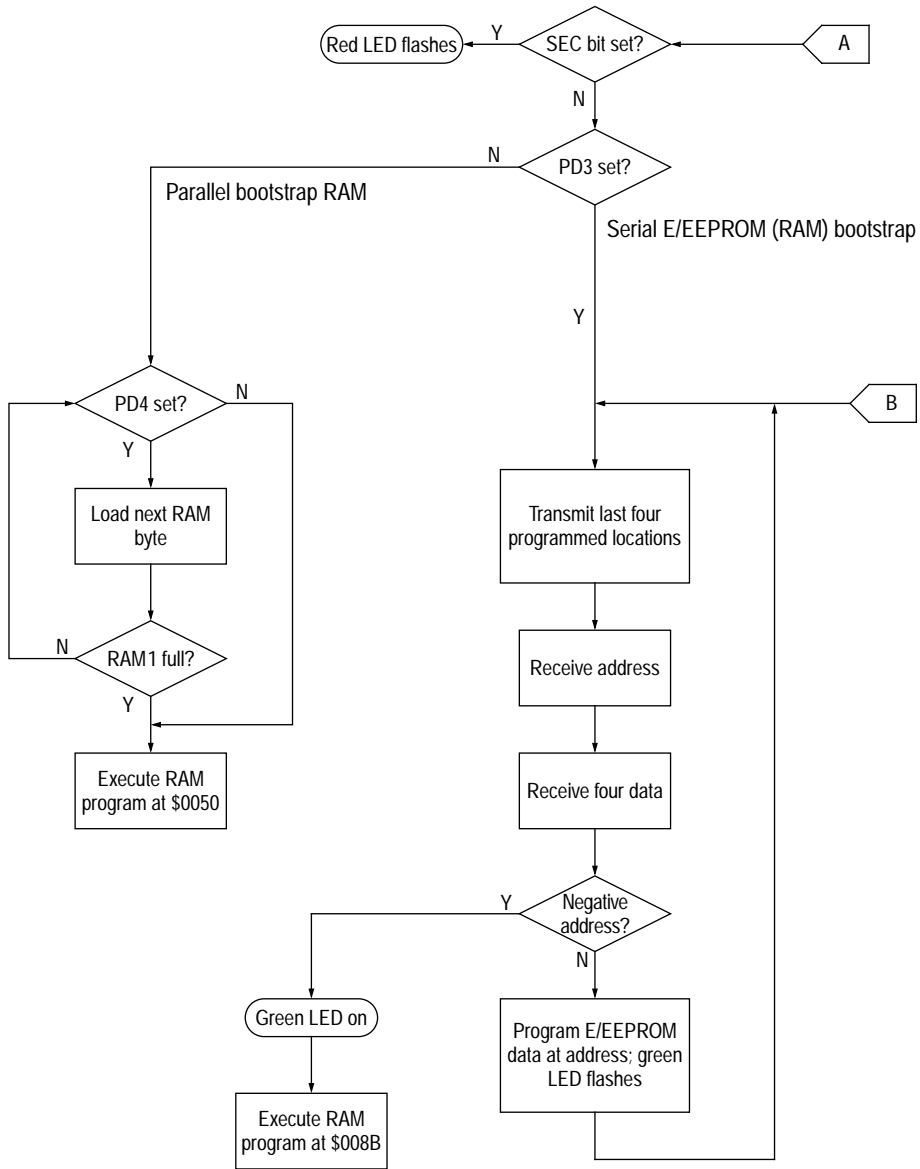 Red LED flashes
Y
SEC bit set?
A
N
N
PD3 set?
Parallel bootstrap RAM
Serial E/EEPROM (RAM) bootstrap
Y
PD4 set?
N
B
Y
Load next RAM
byte
Transmit last four
programmed locations
N
RAM1 full?
Receive address
Y
Execute RAM
program at $0050
Receive four data
Y
Negative
address?
N
Green LED on
Program E/EEPROM
data at address; green
LED flashes
Execute RAM
program at $008B